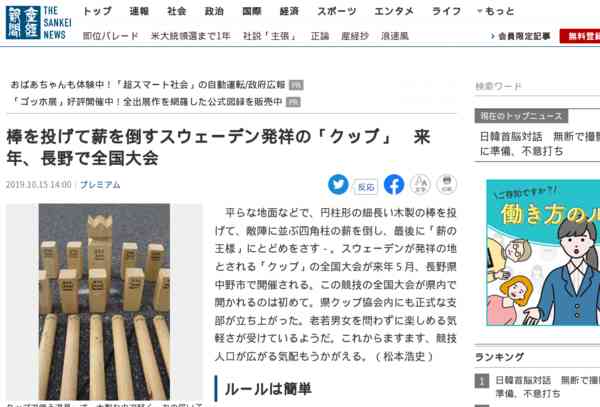 産経新聞
THE SANKEI NEWS
トップ 速報 社会 政治 国際 経済 スポーツ エンタメ ライフ もっと
即位パレード 米大統領選まで1年 社説「主張」 正論 産経抄 浪速風
会員限定記事
無料登録
おばあちゃんも体験中！「超スマート社会」の自動運転/政府広報 PR
「ゴッホ展」好評開催中！全出展作を網羅した公式図録を販売中 PR
検索ワード
現在のトップニュース
日韓首脳対話 無断で撮影
に準備、不意打ち
棒を投げて薪を倒すスウェーデン発祥の「クッブ」 来
年、長野で全国大会
2019.10.15 14:00 プレミアム
反応
印刷
平らな地面などで、円柱形の細長い木製の棒を投
げて、敵陣に並ぶ四角柱の薪を倒し、最後に「薪の
王様」にとどめをさす‐。スウェーデンが発祥の地
とされる「クッブ」の全国大会が来年５月、長野県
中野市で開催される。この競技の全国大会が県内で
開かれるのは初めて。県クッブ協会内にも正式な支
部が立ち上がった。老若男女を問わずに楽しめる気
軽さが受けているようだ。これからますます、競技
人口が広がる気配もうかがえる。（松本浩史）
ルールは簡単
ご存知ですか?
働き方のル
ランキング
1 日韓首脳対話 無断で撮影
に準備、不意打ち